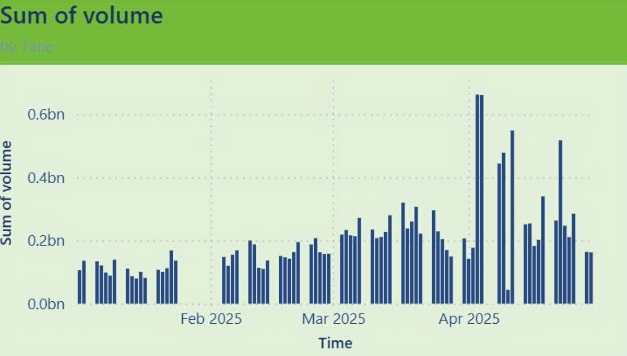 Sum of volume
by Time
Sum of volume
0.6bn
0.4bn
0.2bn
0.0bn
Feb 2025
Mar 2025
Apr 2025
Time